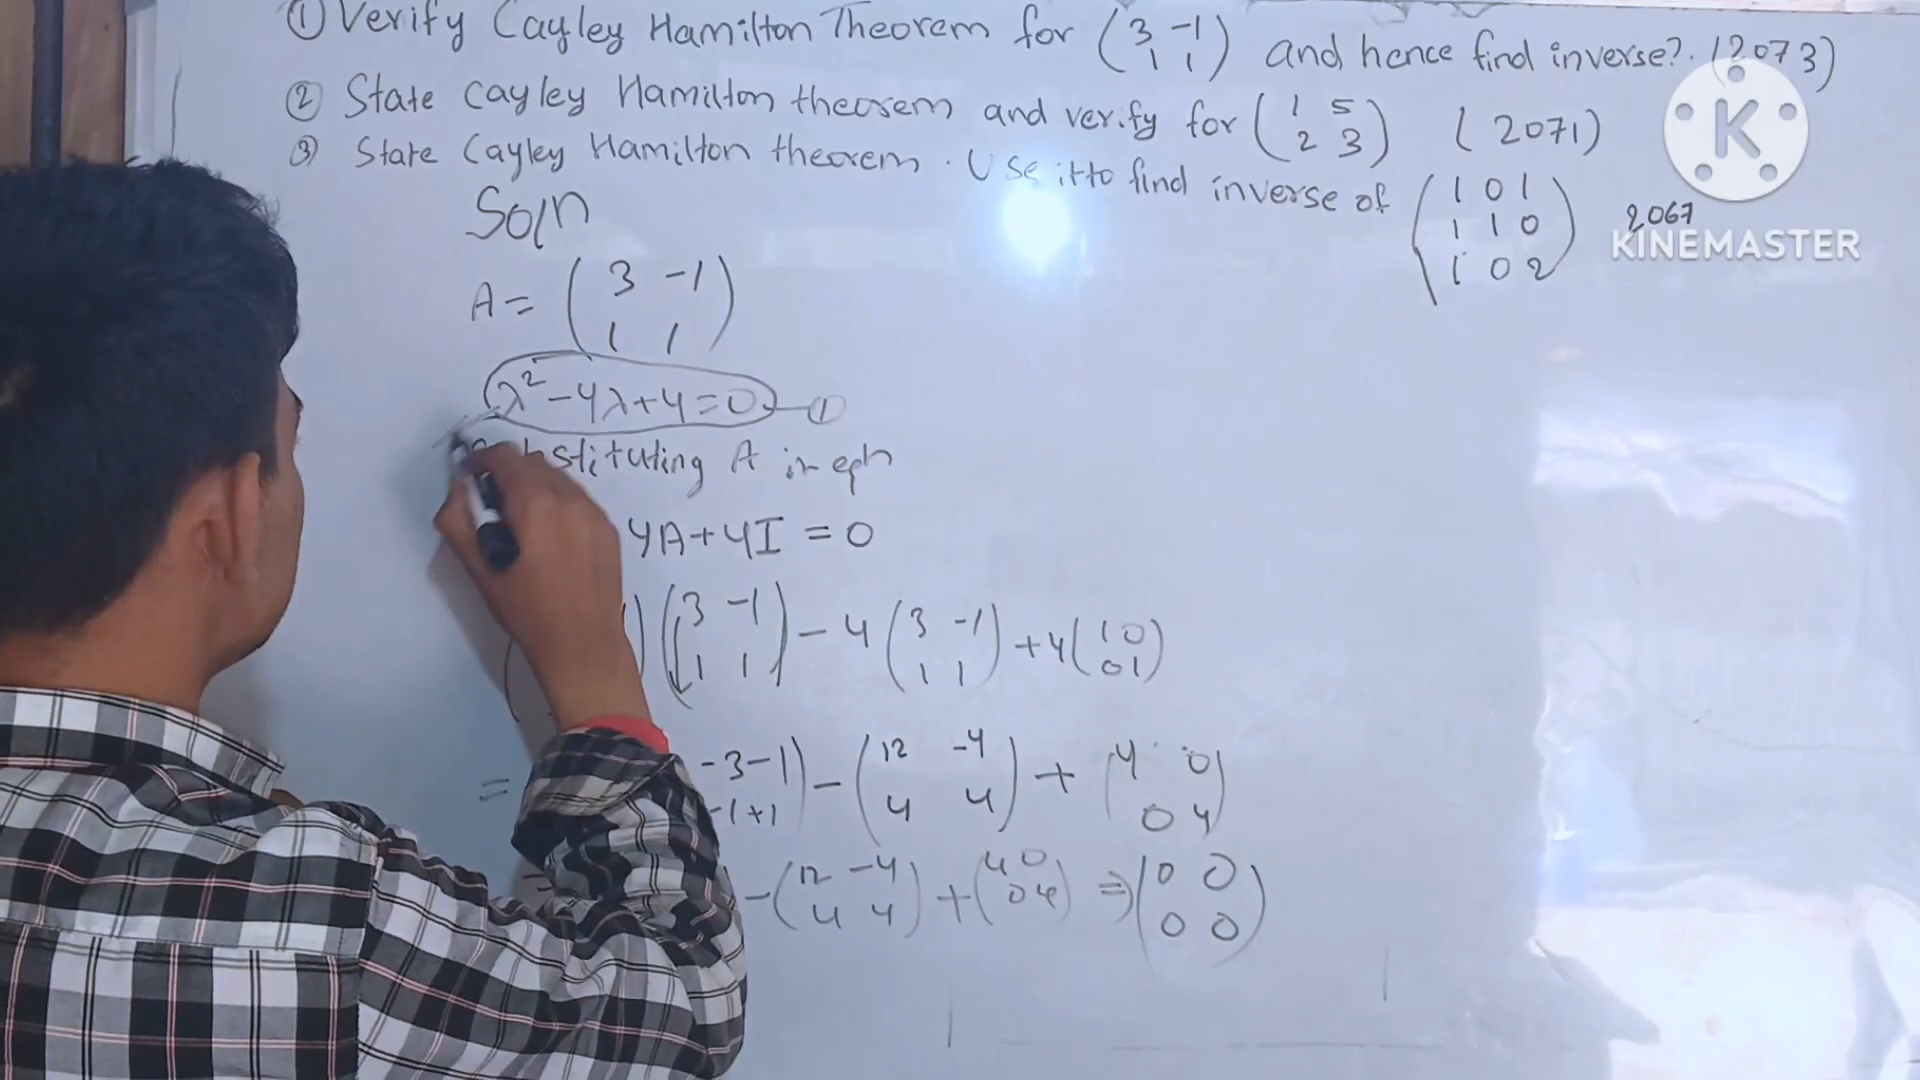 ① Verify Cayley Hamilton Theorem for (3 -1 and hence find inverse? (2073)
1 1)
② State Cayley Hamilton theorem and verify for (1 5 (2071)
2 3)
③ State Cayley Hamilton theorem. Use it to find inverse of (1 0 1
1 1 0 2067
1 0 2)
K
KINEMASTER
Soln
A = (3 -1
1 1)
λ² - 4λ + 4 = 0 — ①
Substituting A in eqn
4A + 4I = 0
) (3 -1 - 4 (3 -1 + 4 (1 0
1 1) 1 1) 0 1)
= -3-1) - (12 -4 + (4 0
-1+1 4 4) 0 4)
- (12 -4 + (4 0 ⇒ (0 0
4 4) 0 4) 0 0)